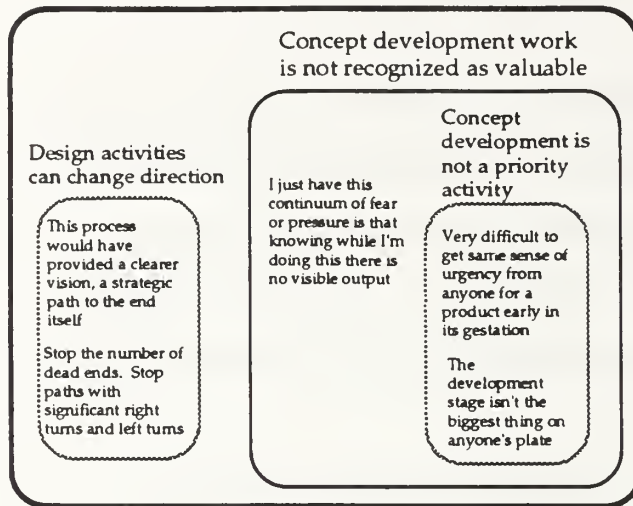 Concept development work
is not recognized as valuable
Design activities
can change direction
This process
would have
provided a clearer
vision, a strategic
path to the end
itself
Stop the number of
dead ends. Stop
paths with
significant right
turns and left turns
I just have this
continuum of fear
or pressure is that
knowing while I'm
doing this there is
no visible output
Concept
development is
not a priority
activity
Very difficult to
get same sense of
urgency from
anyone for a
product early in
its gestation
The
development
stage isn't the
biggest thing on
anyone's plate